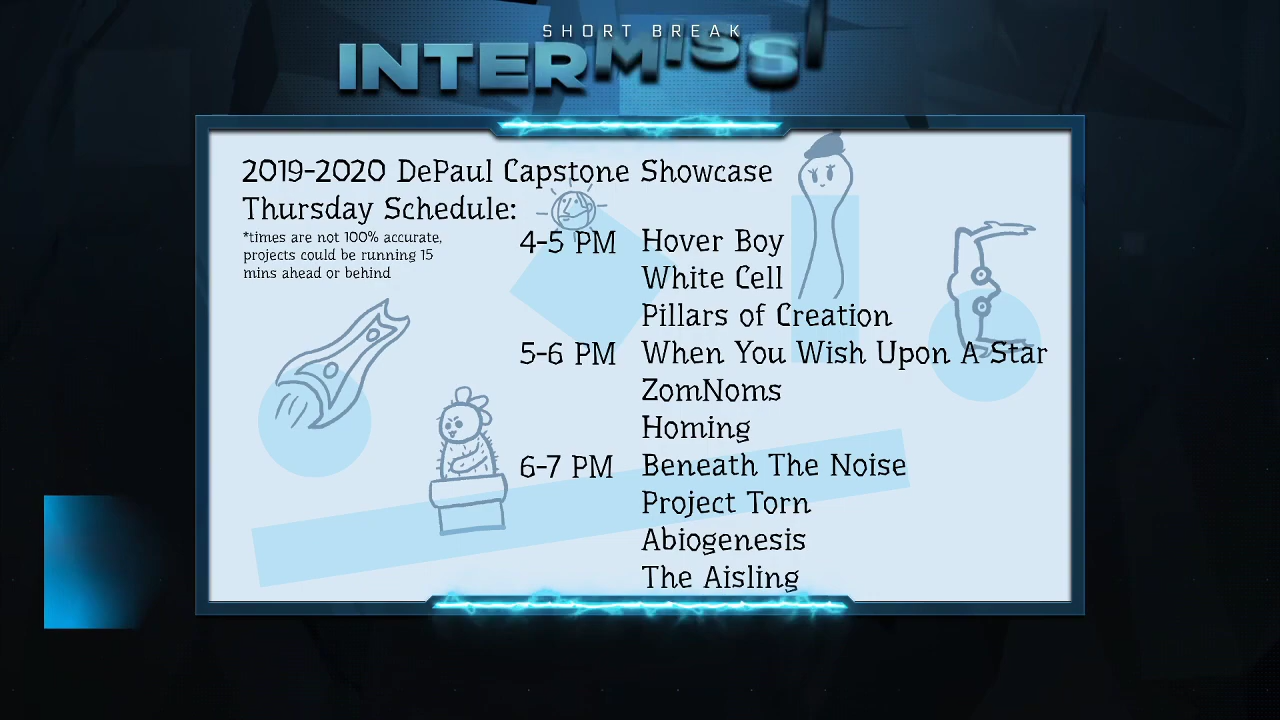 SHORT BREAK
INTERMISSI
2019-2020 DePaul Capstone Showcase
Thursday Schedule:
*times are not 100% accurate,
projects could be running 15
mins ahead or behind
4-5 PM Hover Boy
White Cell
Pillars of Creation
5-6 PM When You Wish Upon A Star
ZomNoms
Homing
6-7 PM Beneath The Noise
Project Torn
Abiogenesis
The Aisling